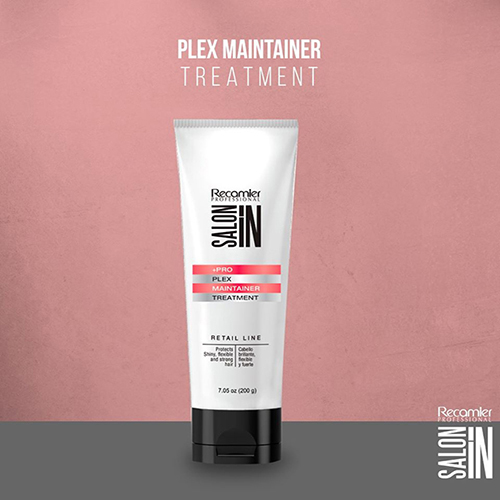 PLEX MAINTAINER
TREATMENT
Recamier
PROFESSIONAL
SALON IN
+PRO
PLEX
MAINTAINER
TREATMENT
RETAIL LINE
Protects
Shiny, flexible
and strong
hair
Cabello
brillante,
flexible
y fuerte
7.05 oz (200 g)
Recamier
PROFESSIONAL
SALON IN